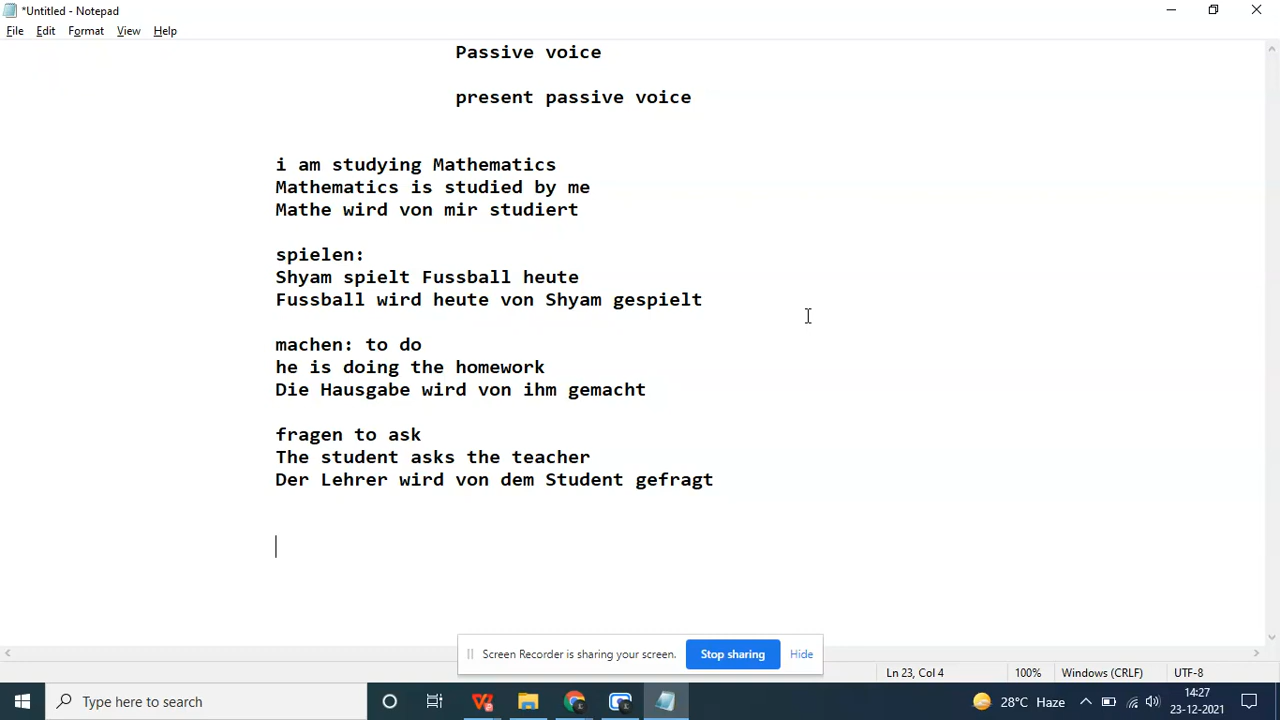 *Untitled - Notepad
File Edit Format View Help
Passive voice
present passive voice
i am studying Mathematics
Mathematics is studied by me
Mathe wird von mir studiert
spielen:
Shyam spielt Fussball heute
Fussball wird heute von Shyam gespielt
machen: to do
he is doing the homework
Die Hausgabe wird von ihm gemacht
fragen to ask
The student asks the teacher
Der Lehrer wird von dem Student gefragt
Screen Recorder is sharing your screen. Stop sharing Hide
Ln 23, Col 4 100% Windows (CRLF) UTF-8
Type here to search 28°C Haze 14:27
23-12-2021